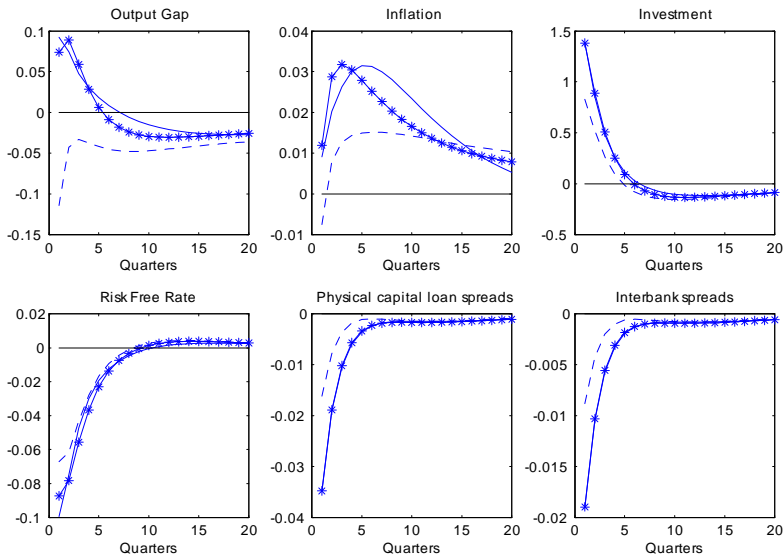 Output Gap
0.1
0.05
0
-0.05
-0.1
-0.15
0 5 10 15 20
Quarters
Inflation
0.04
0.03
0.02
0.01
0
-0.01
0 5 10 15 20
Quarters
Investment
1.5
1
0.5
0
-0.5
0 5 10 15 20
Quarters
Risk Free Rate
0.02
0
-0.02
-0.04
-0.06
-0.08
-0.1
0 5 10 15 20
Quarters
Physical capital loan spreads
0
-0.01
-0.02
-0.03
-0.04
0 5 10 15 20
Quarters
Interbank spreads
0
-0.005
-0.01
-0.015
-0.02
0 5 10 15 20
Quarters